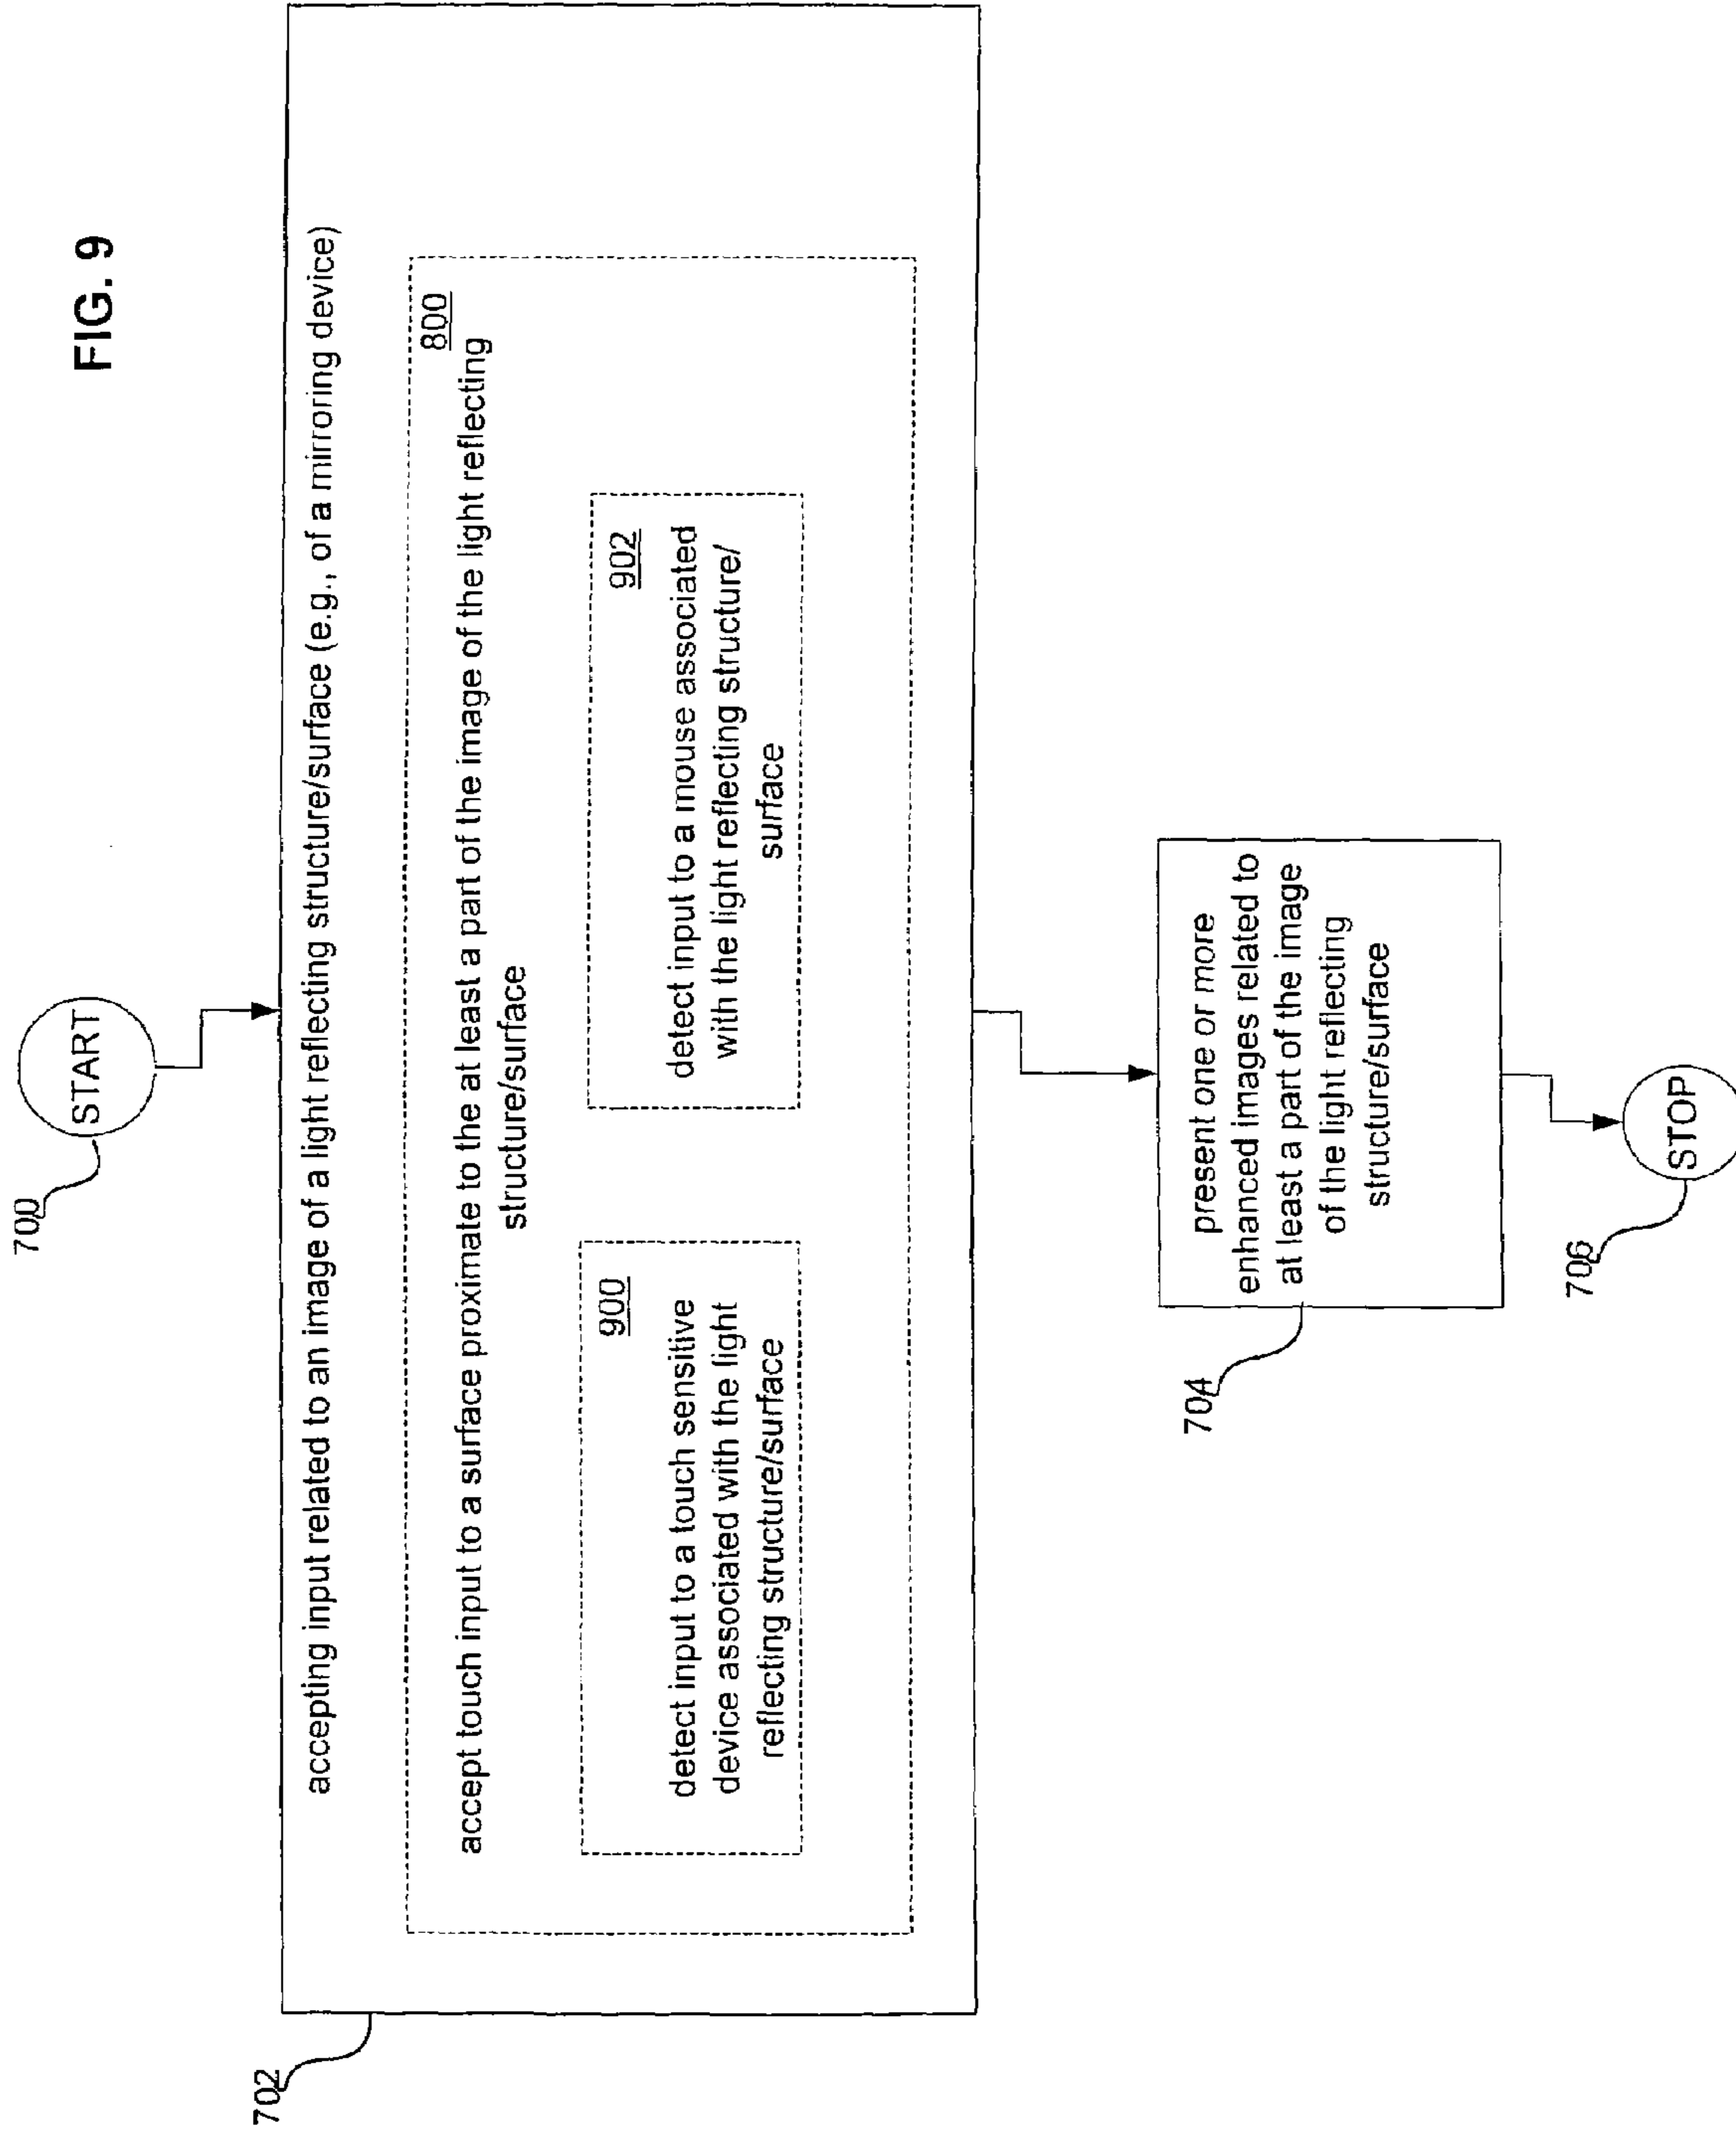 FIG. 9
700
START
702
accepting input related to an image of a light reflecting structure/surface (e.g., of a mirroring device)
800
accept touch input to a surface proximate to the at least a part of the image of the light reflecting
structure/surface
900
detect input to a touch sensitive
device associated with the light
reflecting structure/surface
902
detect input to a mouse associated
with the light reflecting structure/
surface
704
present one or more
enhanced images related to
at least a part of the image
of the light reflecting
structure/surface
706
STOP